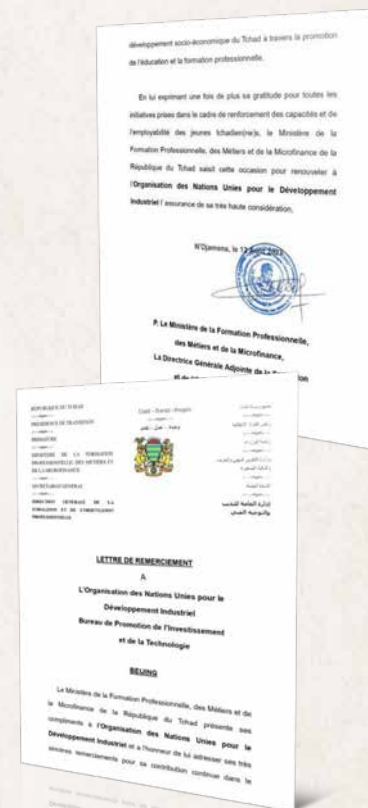 développement socio-économique du Tchad à travers la promotion
de l'éducation et la formation professionnelle.
En lui exprimant une fois de plus sa gratitude pour toutes les
initiatives prises dans le cadre de renforcement des capacités et de
l'employabilité des jeunes tchadien(ne)s, le Ministère de la
Formation Professionnelle, des Métiers et de la Microfinance de la
République du Tchad saisit cette occasion pour renouveler à
l'Organisation des Nations Unies pour le Développement
Industriel l'assurance de sa très haute considération.
N'Djamena, le 12
P. Le Ministre de la Formation Professionnelle,
des Métiers et de la Microfinance,
La Directrice Générale Adjointe de la
REPUBLIQUE DU TCHAD
PRESIDENCE DE TRANSITION
PRIMATURE
MINISTERE DE LA FORMATION
PROFESSIONNELLE, DES METIERS ET
DE LA MICROFINANCE
SECRETARIAT GENERAL
DIRECTION GENERALE DE LA
FORMATION ET DE
PROFESSIONNELLE
Unité - Travail - Progrès
وحدة - عمل - تقدم
LETTRE DE REMERCIEMENT
A
L'Organisation des Nations Unies pour le
Développement Industriel
Bureau de Promotion de l'Investissement
et de la Technologie
BEIJING
Le Ministère de la Formation Professionnelle, des Métiers et de
la Microfinance de la République du Tchad présente ses
compliments à l'Organisation des Nations Unies pour le
Développement Industriel et a l'honneur de lui adresser ses très
sincères remerciements pour sa contribution continue dans le